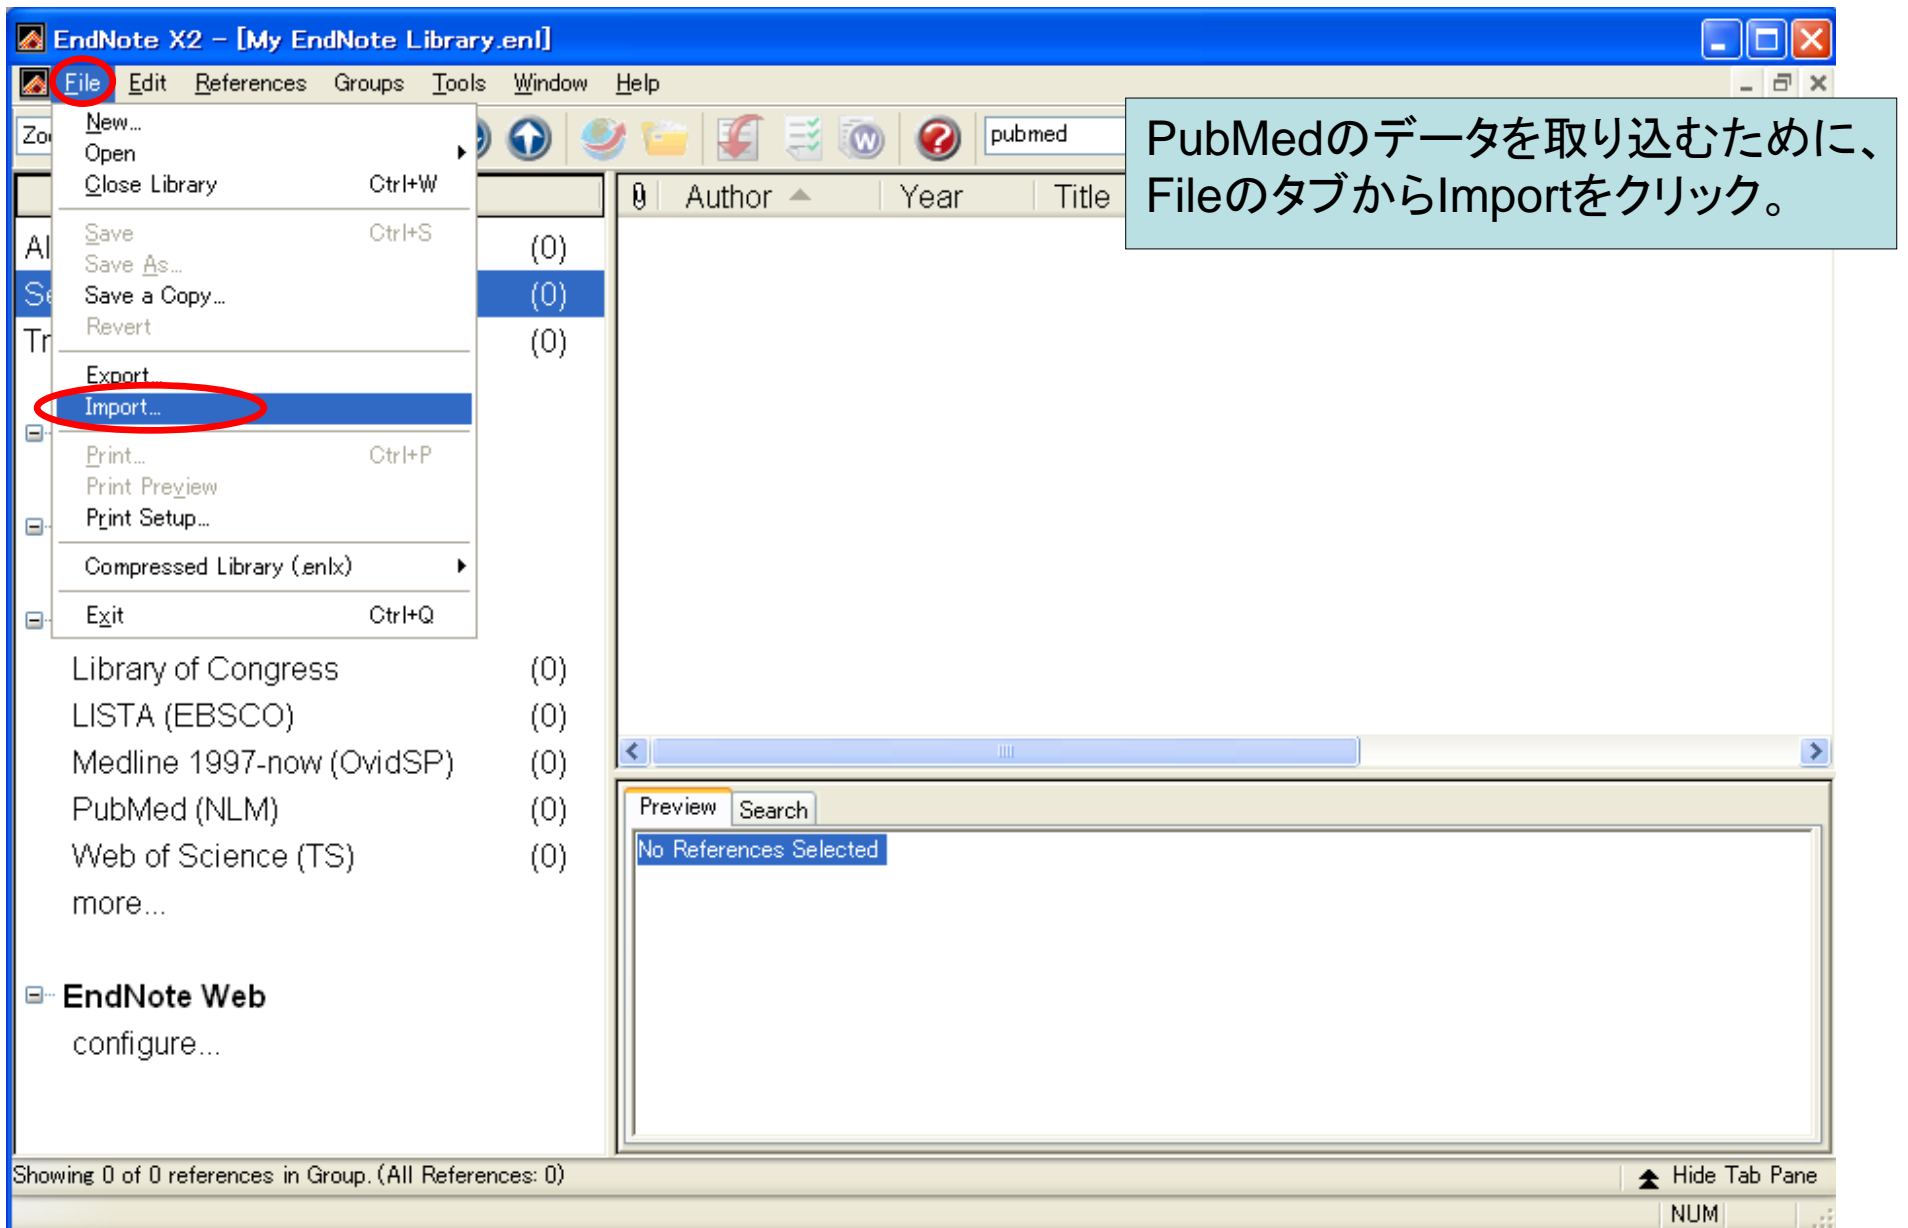 EndNote X2 - [My EndNote Library.enl]
File Edit References Groups Tools Window Help
pubmed
PubMedのデータを取り込むために、
FileのタブからImportをクリック。
New...
Open
Close Library Ctrl+W
Save Ctrl+S
Save As...
Save a Copy...
Revert
Export...
Import...
Print... Ctrl+P
Print Preview
Print Setup...
Compressed Library (.enlx)
Exit Ctrl+Q
Author Year Title
(0)
(0)
(0)
Library of Congress (0)
LISTA (EBSCO) (0)
Medline 1997-now (OvidSP) (0)
PubMed (NLM) (0)
Web of Science (TS) (0)
more...
EndNote Web
configure...
Preview Search
No References Selected
Showing 0 of 0 references in Group. (All References: 0)
Hide Tab Pane
NUM